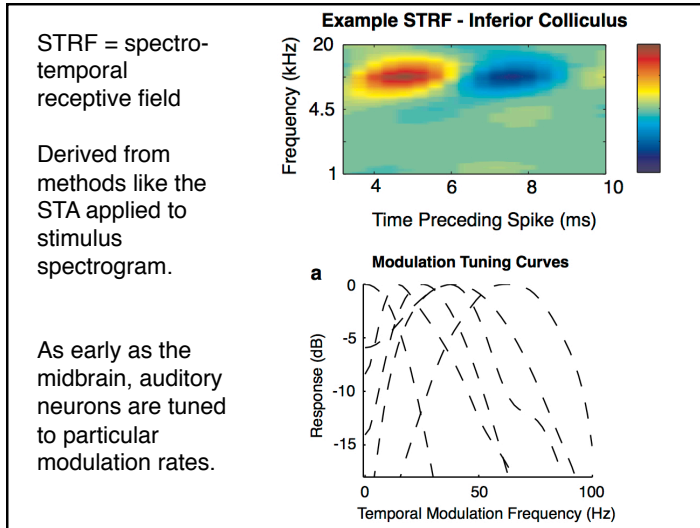 STRF = spectro-
temporal
receptive field
Derived from
methods like the
STA applied to
stimulus
spectrogram.
As early as the
midbrain, auditory
neurons are tuned
to particular
modulation rates.
Example STRF - Inferior Colliculus
Frequency (kHz)
20
4.5
1
4 6 8 10
Time Preceding Spike (ms)
a Modulation Tuning Curves
Response (dB)
0
-5
-10
-15
0 50 100
Temporal Modulation Frequency (Hz)